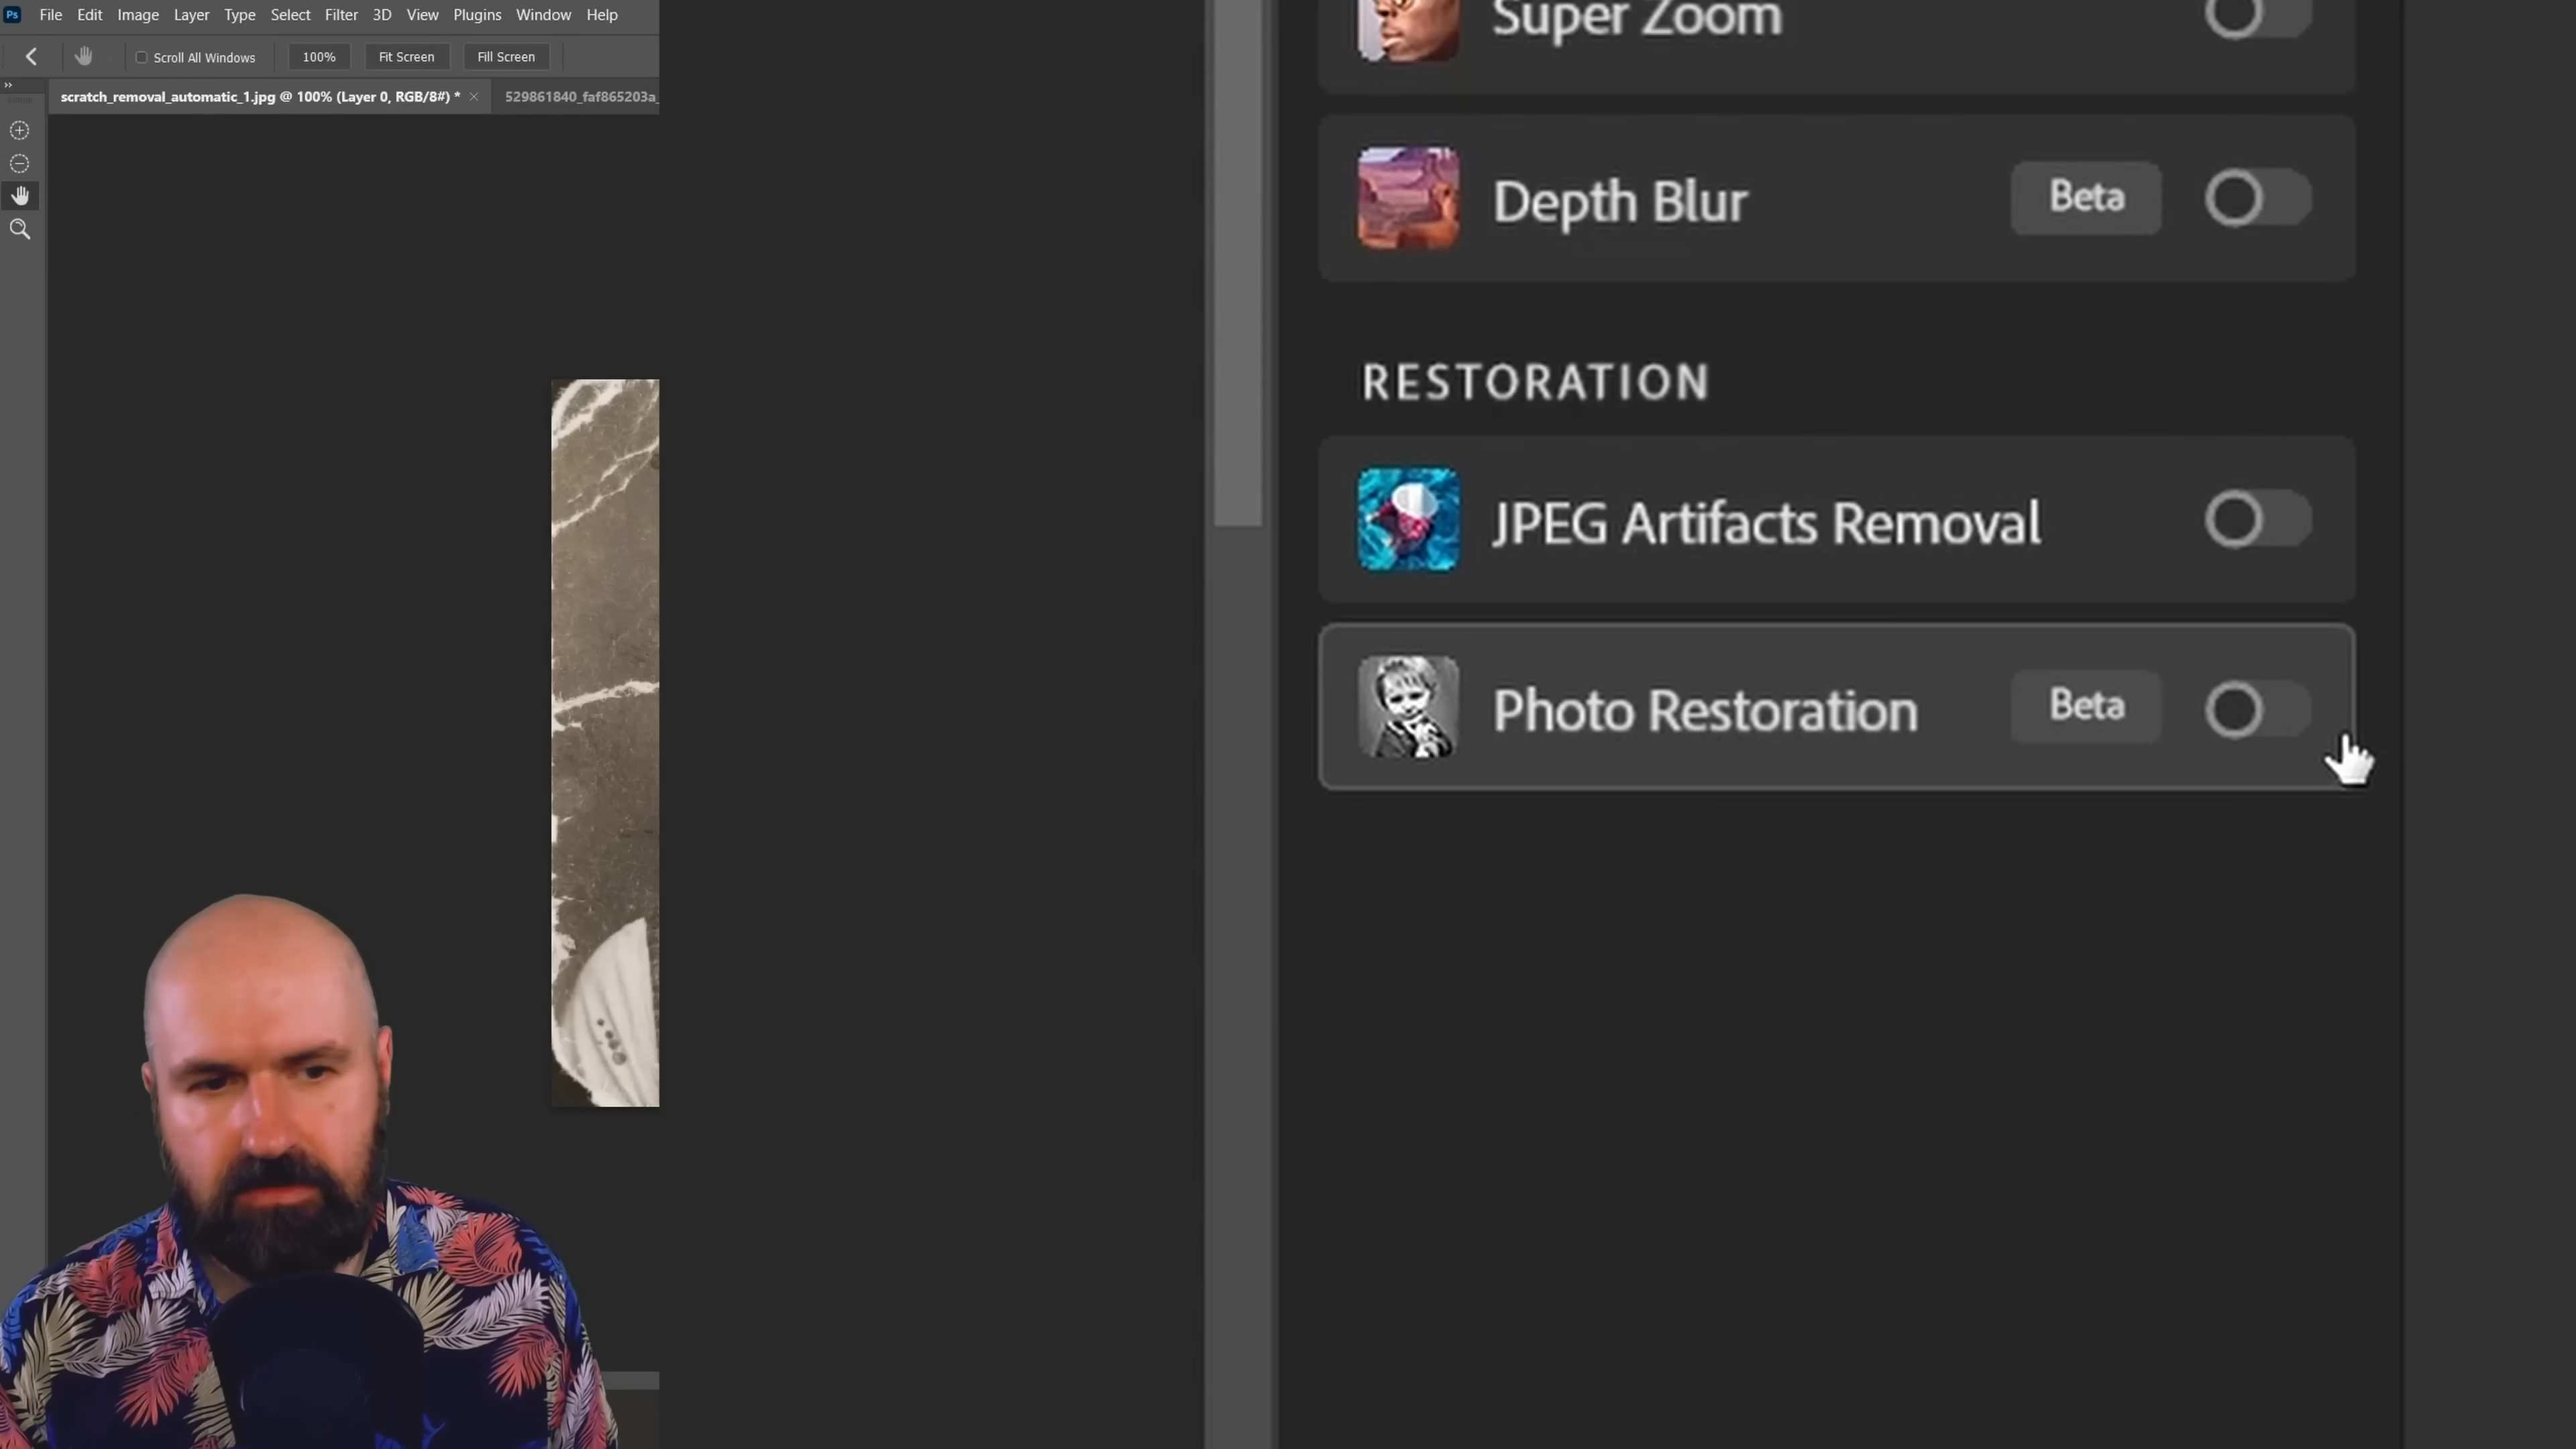 Ps File Edit Image Layer Type Select Filter 3D View Plugins Window Help
Scroll All Windows 100% Fit Screen Fill Screen
scratch_removal_automatic_1.jpg @ 100% (Layer 0, RGB/8#) * × 529861840_faf865203a_
Super Zoom
Depth Blur Beta
RESTORATION
JPEG Artifacts Removal
Photo Restoration Beta